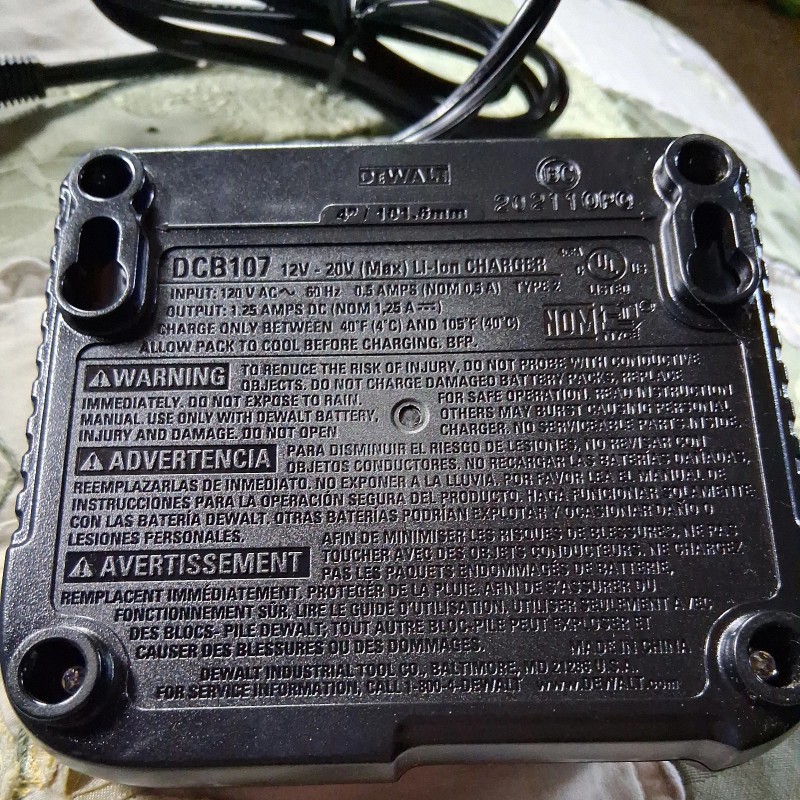 DEWALT
BC
4" / 101.6mm
202110PQ
DCB107 12V - 20V (Max) Li-Ion CHARGER
INPUT: 120 V AC~ 60 Hz 0.5 AMPS (NOM 0,5 A) TYPE 2
OUTPUT: 1.25 AMPS DC (NOM 1,25 A ⎓)
CHARGE ONLY BETWEEN 40°F (4°C) AND 105°F (40°C)
ALLOW PACK TO COOL BEFORE CHARGING. BFP.
C UL US
LISTED
NOM
NYCE
WARNING TO REDUCE THE RISK OF INJURY, DO NOT PROBE WITH CONDUCTIVE
OBJECTS. DO NOT CHARGE DAMAGED BATTERY PACKS, REPLACE
IMMEDIATELY. DO NOT EXPOSE TO RAIN. FOR SAFE OPERATION, READ INSTRUCTION
MANUAL. USE ONLY WITH DEWALT BATTERY, OTHERS MAY BURST CAUSING PERSONAL
INJURY AND DAMAGE. DO NOT OPEN CHARGER, NO SERVICEABLE PARTS INSIDE.
ADVERTENCIA PARA DISMINUIR EL RIESGO DE LESIONES, NO REVISAR CON
OBJETOS CONDUCTORES. NO RECARGAR LAS BATERÍAS DAÑADAS,
REEMPLAZARLAS DE INMEDIATO. NO EXPONER A LA LLUVIA. POR FAVOR LEA EL MANUAL DE
INSTRUCCIONES PARA LA OPERACIÓN SEGURA DEL PRODUCTO. HAGA FUNCIONAR SOLAMENTE
CON LAS BATERÍA DEWALT. OTRAS BATERÍAS PODRÍAN EXPLOTAR Y OCASIONAR DAÑO O
LESIONES PERSONALES.
AVERTISSEMENT AFIN DE MINIMISER LES RISQUES DE BLESSURES, NE PAS
TOUCHER AVEC DES OBJETS CONDUCTEURS. NE CHARGEZ
PAS LES PAQUETS ENDOMMAGÉS DE BATTERIE,
REMPLACENT IMMÉDIATEMENT. PROTÉGER DE LA PLUIE. AFIN DE S'ASSURER DU
FONCTIONNEMENT SÛR, LIRE LE GUIDE D'UTILISATION. UTILISER SEULEMENT AVEC
DES BLOCS- PILE DEWALT; TOUT AUTRE BLOC-PILE PEUT EXPLOSER ET
CAUSER DES BLESSURES OU DES DOMMAGES. MADE IN CHINA.
DEWALT INDUSTRIAL TOOL CO., BALTIMORE, MD 21286 U.S.A.
FOR SERVICE INFORMATION, CALL 1-800-4-DEWALT www.DEWALT.com